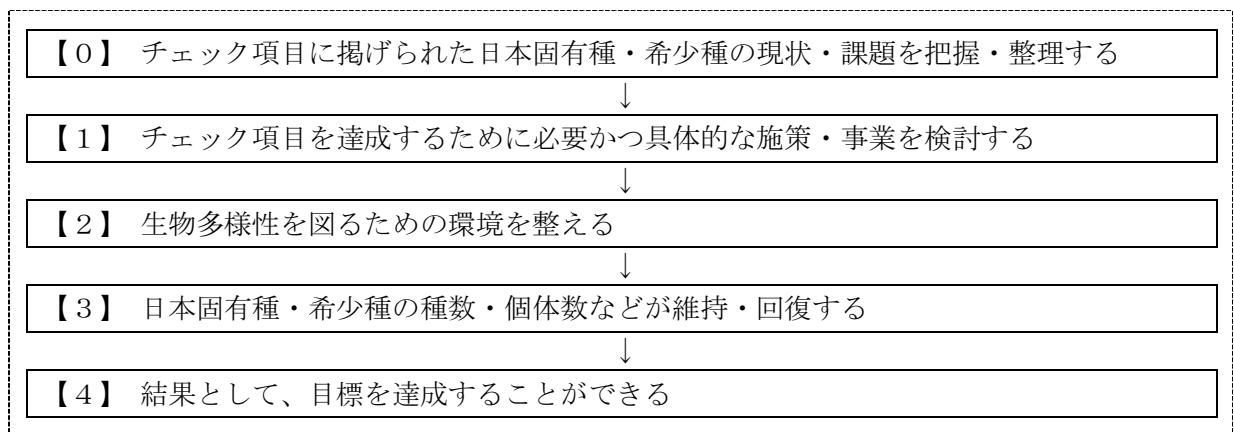 【０】 チェック項目に掲げられた日本固有種・希少種の現状・課題を把握・整理する
↓
【１】 チェック項目を達成するために必要かつ具体的な施策・事業を検討する
↓
【２】 生物多様性を図るための環境を整える
↓
【３】 日本固有種・希少種の種数・個体数などが維持・回復する
↓
【４】 結果として、目標を達成することができる